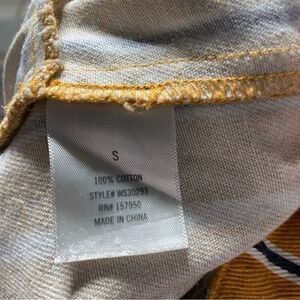 S
100% COTTON
STYLE# WS30293
RN# 157950
MADE IN CHINA